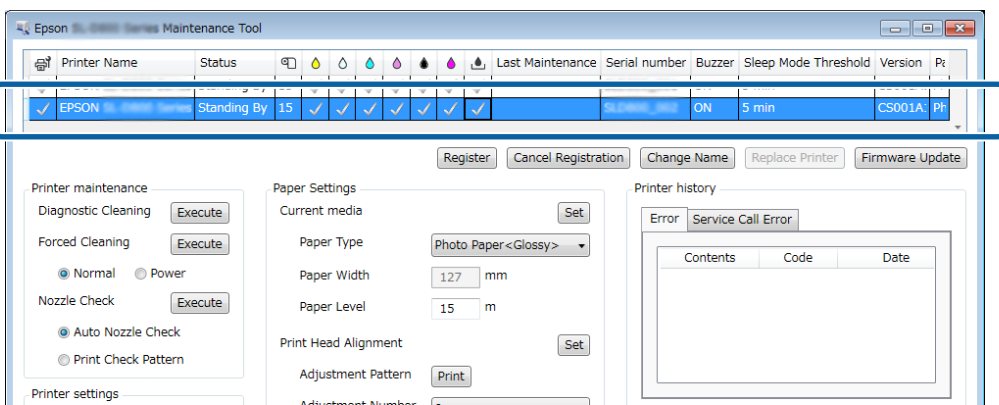 Epson Maintenance Tool
Printer Name Status Last Maintenance Serial number Buzzer Sleep Mode Threshold Version Pa
EPSON Standing By 15 ON 5 min CS001A: Ph
Register Cancel Registration Change Name Replace Printer Firmware Update
Printer maintenance Paper Settings Printer history
Diagnostic Cleaning Execute Current media Set Error Service Call Error
Forced Cleaning Execute Paper Type Photo Paper<Glossy> Contents Code Date
Normal Power Paper Width 127 mm
Nozzle Check Execute Paper Level 15 m
Auto Nozzle Check
Print Head Alignment Set
Print Check Pattern
Adjustment Pattern Print
Printer settings
Adjustment Number